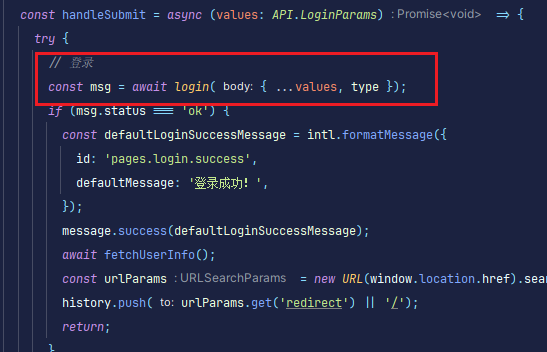 const handleSubmit = async (values: API.LoginParams) : Promise<void> => {
try {
// 登录
const msg = await login( body: { ...values, type });
if (msg.status === 'ok') {
const defaultLoginSuccessMessage = intl.formatMessage({
id: 'pages.login.success',
defaultMessage: '登录成功！',
});
message.success(defaultLoginSuccessMessage);
await fetchUserInfo();
const urlParams : URLSearchParams = new URL(window.location.href).sea
history.push( to: urlParams.get('redirect') || '/');
return;
}